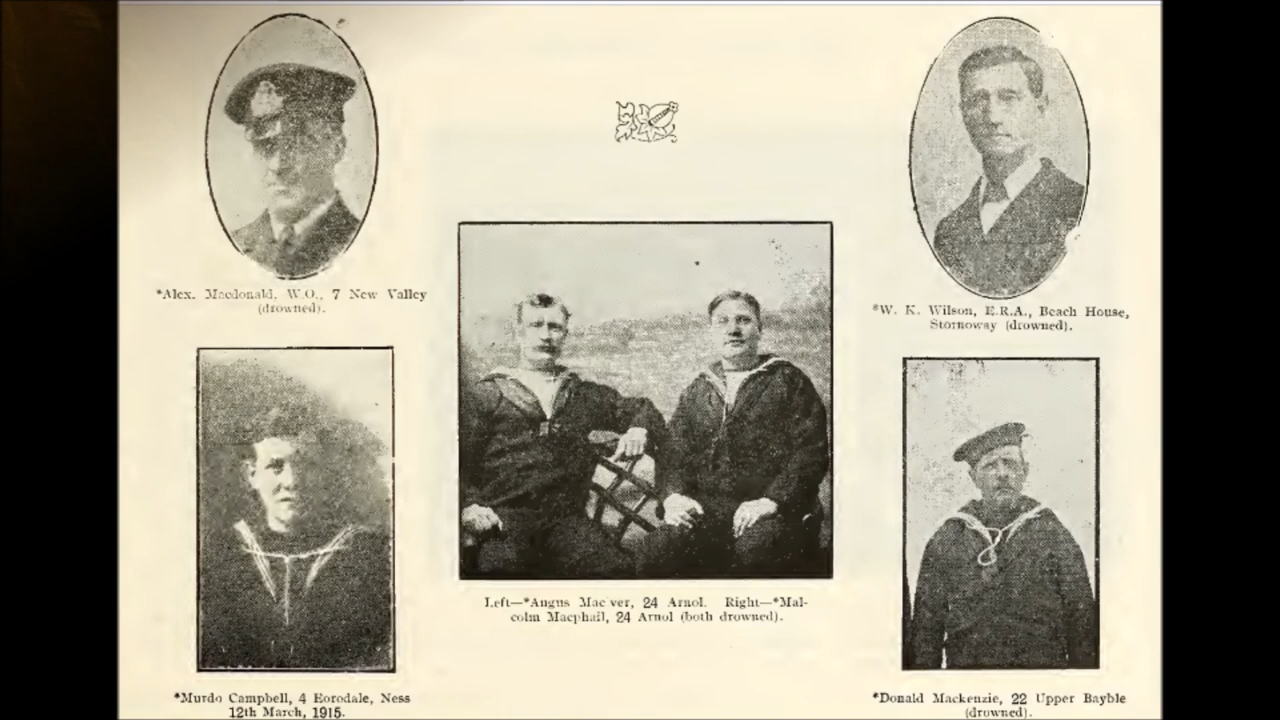 *Alex. Macdonald, W.O., 7 New Valley
(drowned).
*W. K. Wilson, E.R.A., Beach House,
Stornoway (drowned).
Left—*Angus Mac ver, 24 Arnol. Right—*Mal-
colm Macphail, 24 Arnol (both drowned).
*Murdo Campbell, 4 Eorodale, Ness
12th March, 1915.
*Donald Mackenzie, 22 Upper Bayble
(drowned).